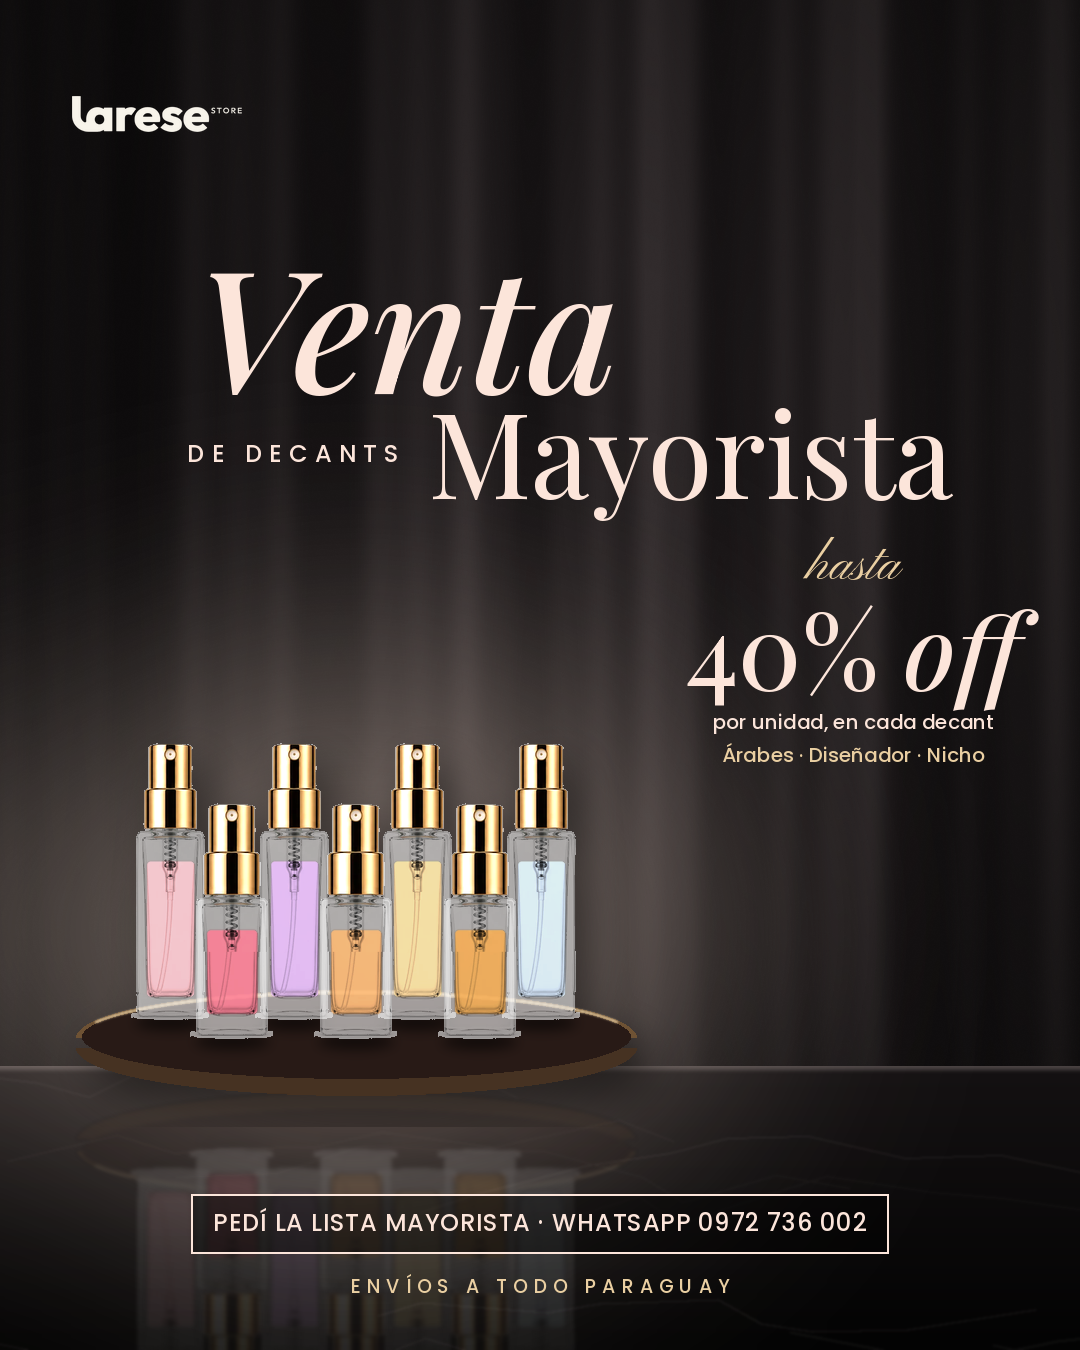 Larese STORE
Venta
DE DECANTS Mayorista
hasta
40% off
por unidad, en cada decant
Árabes · Diseñador · Nicho
PEDÍ LA LISTA MAYORISTA · WHATSAPP 0972 736 002
ENVÍOS A TODO PARAGUAY